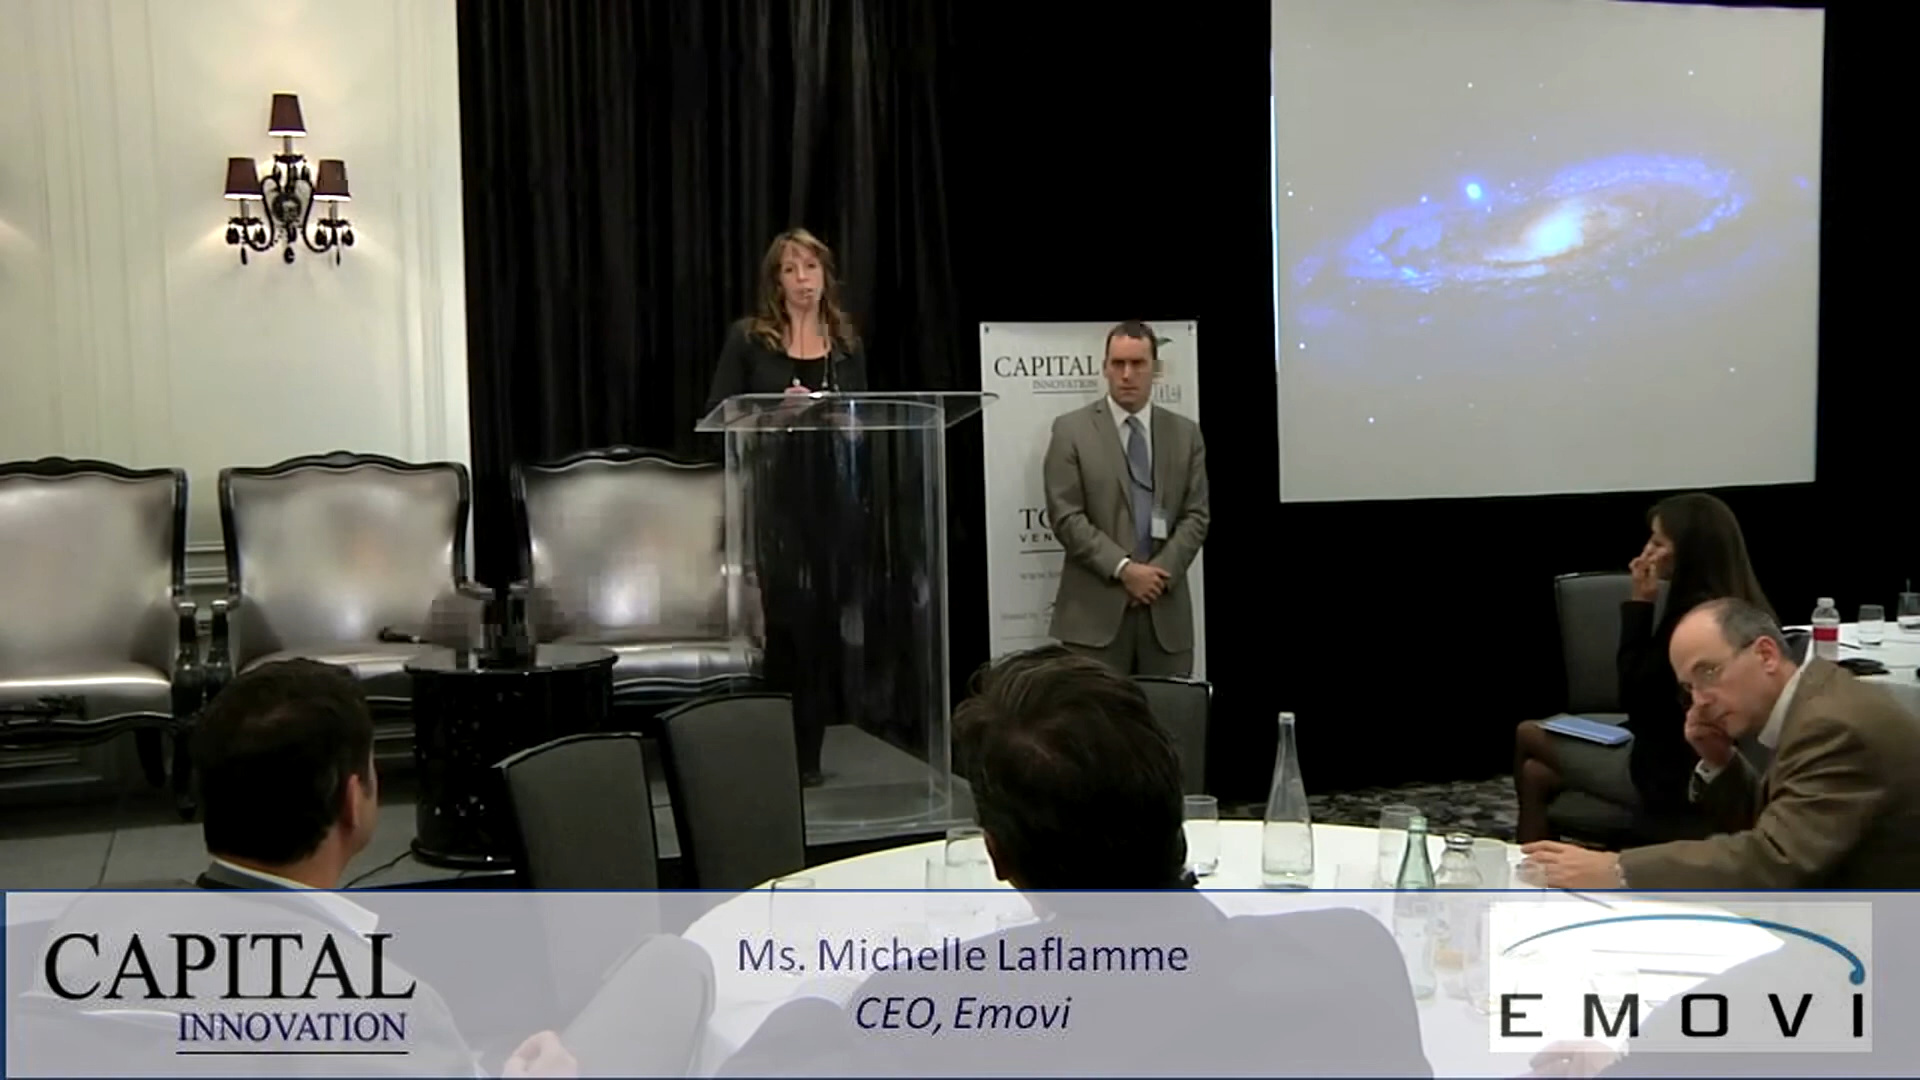 CAPITAL
INNOVATION
CAPITAL
INNOVATION
Ms. Michelle Laflamme
CEO, Emovi
EMOVI